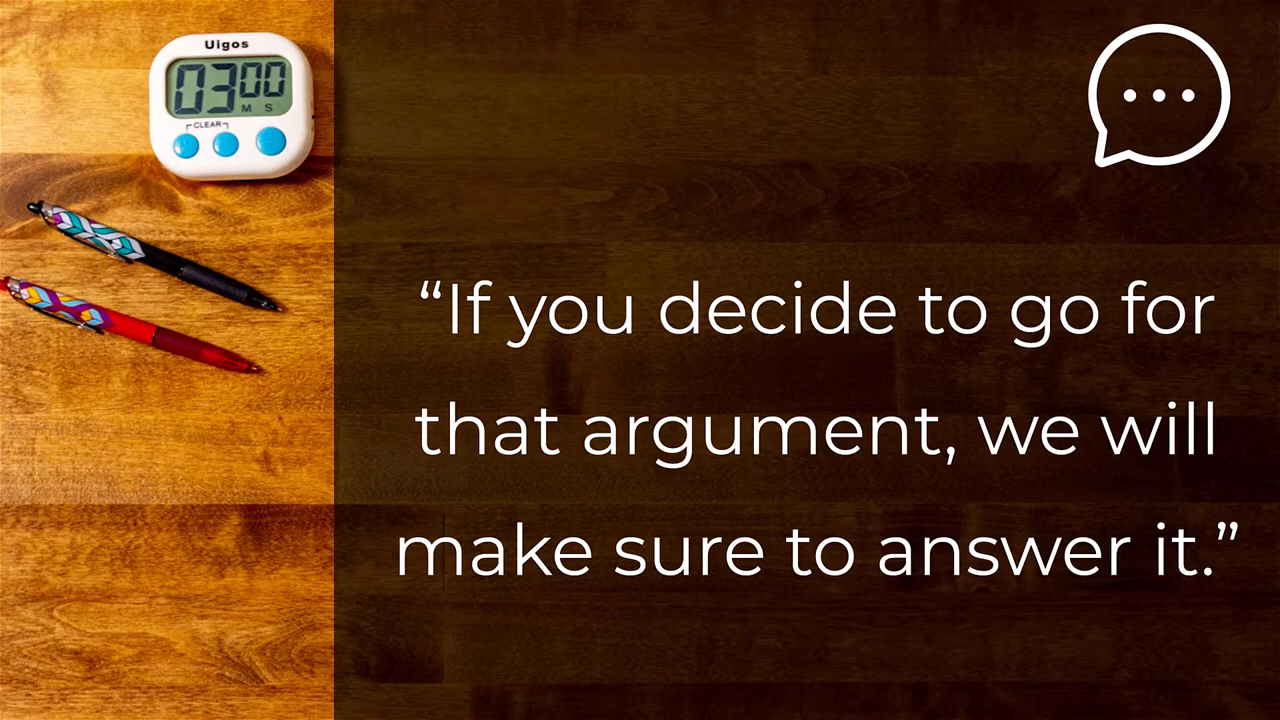 Uigos
03 00
M S
CLEAR
“If you decide to go for
that argument, we will
make sure to answer it.”